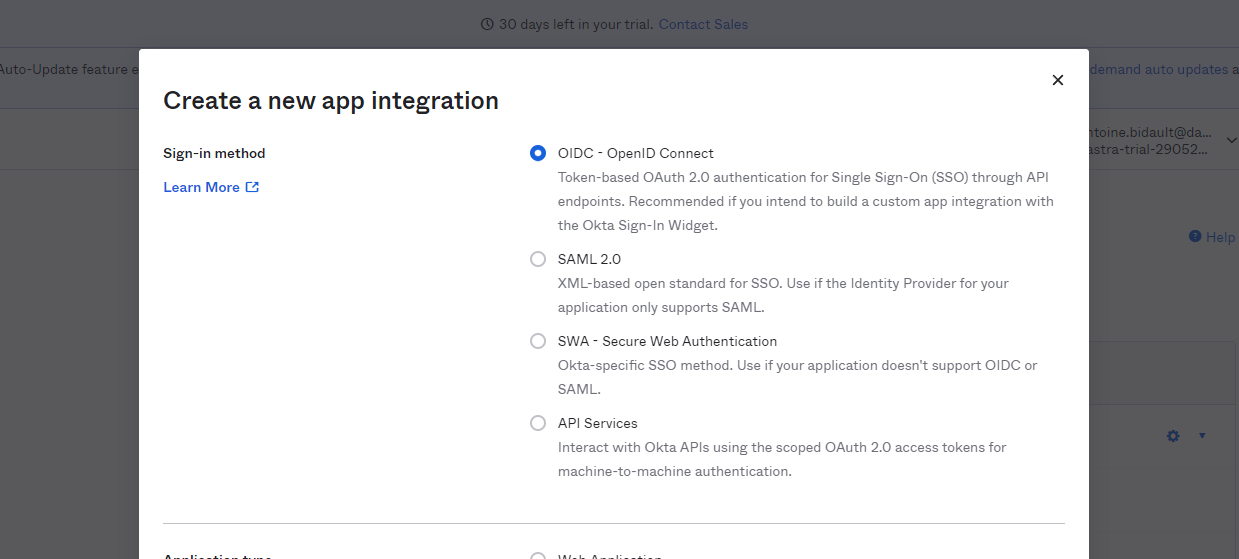 30 days left in your trial. Contact Sales
Auto-Update feature e
demand auto updates a
Create a new app integration
ntoine.bidault@da...
astra-trial-29052...
Sign-in method
Learn More
OIDC - OpenID Connect
Token-based OAuth 2.0 authentication for Single Sign-On (SSO) through API
endpoints. Recommended if you intend to build a custom app integration with
the Okta Sign-In Widget.
Help
SAML 2.0
XML-based open standard for SSO. Use if the Identity Provider for your
application only supports SAML.
SWA - Secure Web Authentication
Okta-specific SSO method. Use if your application doesn't support OIDC or
SAML.
API Services
Interact with Okta APIs using the scoped OAuth 2.0 access tokens for
machine-to-machine authentication.
Application type
Web Application